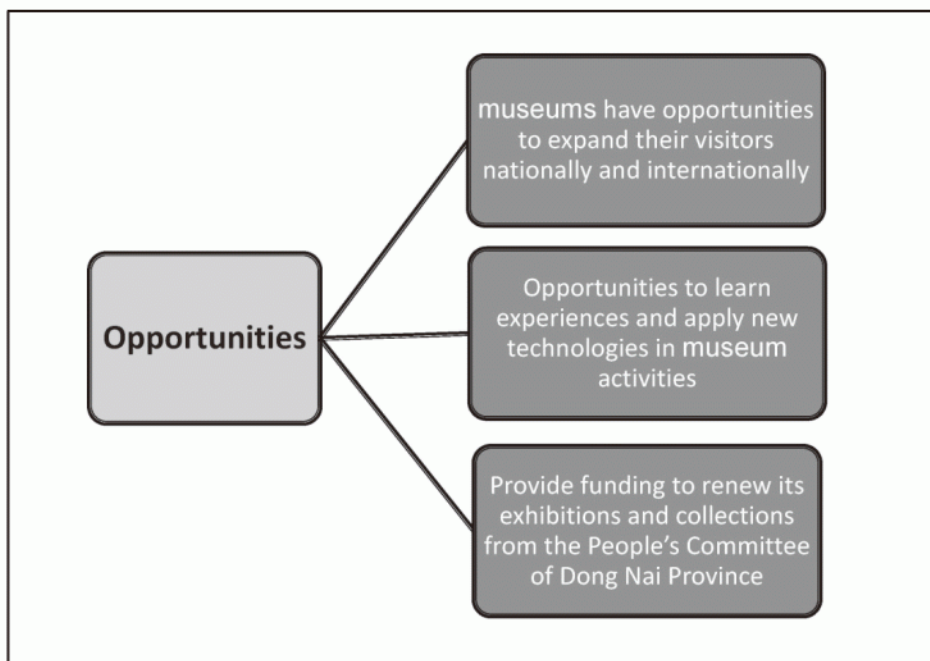 museums have opportunities
to expand their visitors
nationally and internationally
Opportunities
Opportunities to learn
experiences and apply new
technologies in museum
activities
Provide funding to renew its
exhibitions and collections
from the People's Committee
of Dong Nai Province